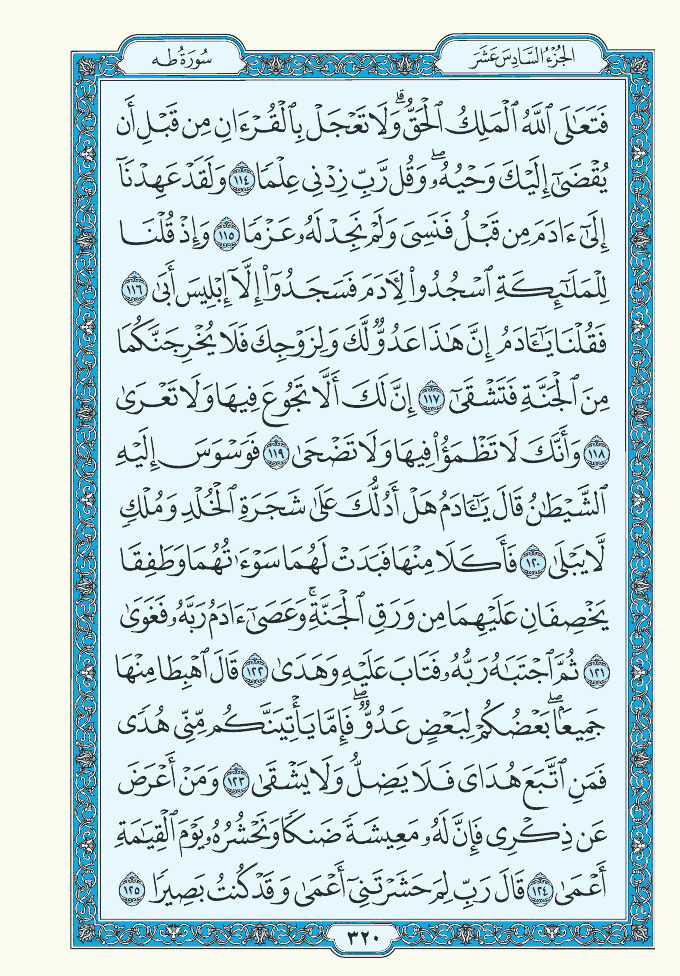 الجزء السادس عشر
سورة طه
فَتَعَٰلَى ٱللَّهُ ٱلْمَلِكُ ٱلْحَقُّ ۗ وَلَا تَعْجَلْ بِٱلْقُرْءَانِ مِن قَبْلِ أَن
يُقْضَىٰٓ إِلَيْكَ وَحْيُهُۥ ۖ وَقُل رَّبِّ زِدْنِى عِلْمًا ١١٤ وَلَقَدْ عَهِدْنَآ
إِلَىٰٓ ءَادَمَ مِن قَبْلُ فَنَسِىَ وَلَمْ نَجِدْ لَهُۥ عَزْمًا ١١٥ وَإِذْ قُلْنَا
لِلْمَلَٰٓئِكَةِ ٱسْجُدُوا۟ لِءَادَمَ فَسَجَدُوٓا۟ إِلَّآ إِبْلِيسَ أَبَىٰ ١١٦
فَقُلْنَا يَٰٓـَٔادَمُ إِنَّ هَٰذَا عَدُوٌّ لَّكَ وَلِزَوْجِكَ فَلَا يُخْرِجَنَّكُمَا
مِنَ ٱلْجَنَّةِ فَتَشْقَىٰٓ ١١٧ إِنَّ لَكَ أَلَّا تَجُوعَ فِيهَا وَلَا تَعْرَىٰ
١١٨ وَأَنَّكَ لَا تَظْمَؤُا۟ فِيهَا وَلَا تَضْحَىٰ ١١٩ فَوَسْوَسَ إِلَيْهِ
ٱلشَّيْطَٰنُ قَالَ يَٰٓـَٔادَمُ هَلْ أَدُلُّكَ عَلَىٰ شَجَرَةِ ٱلْخُلْدِ وَمُلْكٍ
لَّا يَبْلَىٰ ١٢٠ فَأَكَلَا مِنْهَا فَبَدَتْ لَهُمَا سَوْءَٰتُهُمَا وَطَفِقَا
يَخْصِفَانِ عَلَيْهِمَا مِن وَرَقِ ٱلْجَنَّةِ ۚ وَعَصَىٰٓ ءَادَمُ رَبَّهُۥ فَغَوَىٰ
١٢١ ثُمَّ ٱجْتَبَٰهُ رَبُّهُۥ فَتَابَ عَلَيْهِ وَهَدَىٰ ١٢٢ قَالَ ٱهْبِطَا مِنْهَا
جَمِيعًۢا ۖ بَعْضُكُمْ لِبَعْضٍ عَدُوٌّ ۖ فَإِمَّا يَأْتِيَنَّكُم مِّنِّى هُدًى
فَمَنِ ٱتَّبَعَ هُدَاىَ فَلَا يَضِلُّ وَلَا يَشْقَىٰ ١٢٣ وَمَنْ أَعْرَضَ
عَن ذِكْرِى فَإِنَّ لَهُۥ مَعِيشَةً ضَنكًا وَنَحْشُرُهُۥ يَوْمَ ٱلْقِيَٰمَةِ
أَعْمَىٰ ١٢٤ قَالَ رَبِّ لِمَ حَشَرْتَنِىٓ أَعْمَىٰ وَقَدْ كُنتُ بَصِيرًا ١٢٥
٣٢٠